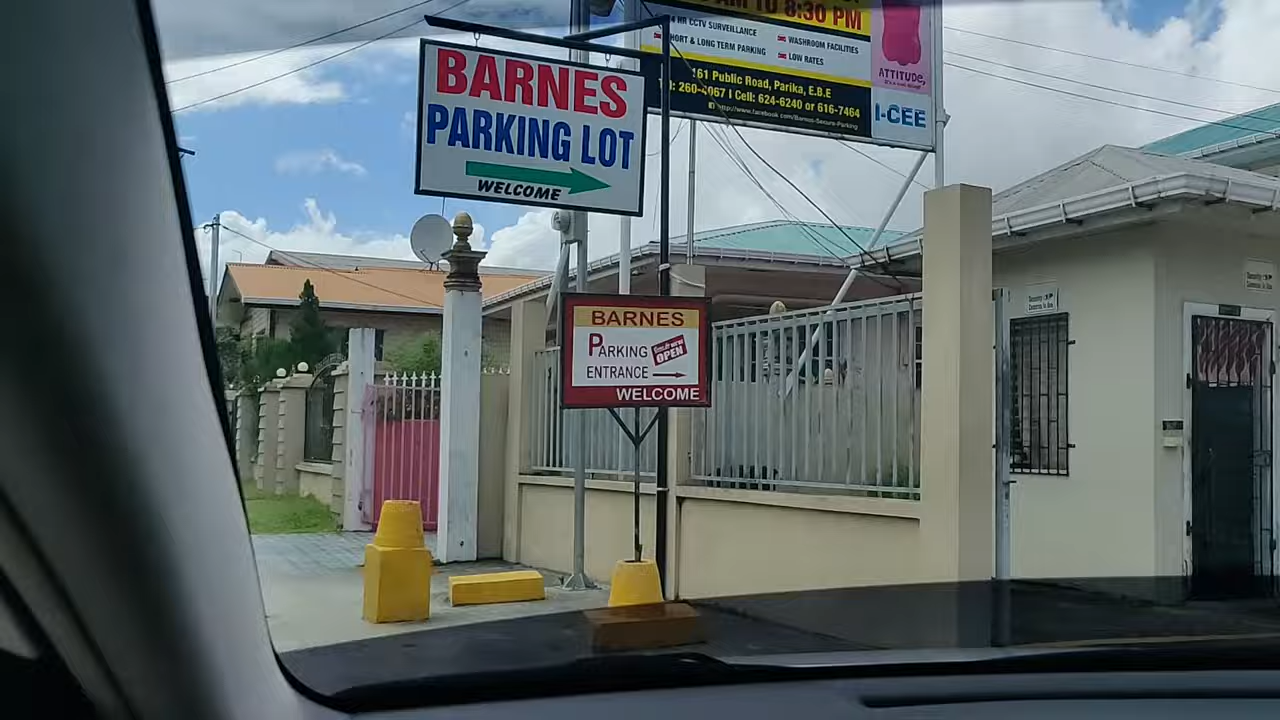 BARNES
PARKING LOT
WELCOME
AM TO 8:30 PM
HR CCTV SURVEILLANCE
SHORT & LONG TERM PARKING
WASHROOM FACILITIES
LOW RATES
161 Public Road, Parika, E.B.E
Cell: 624-6240 or 616-7464
http://www.facebook.com/Barnes-Secure-Parking
ATTITUDE,
I-CEE
BARNES
PARKING
OPEN
ENTRANCE
WELCOME
Security